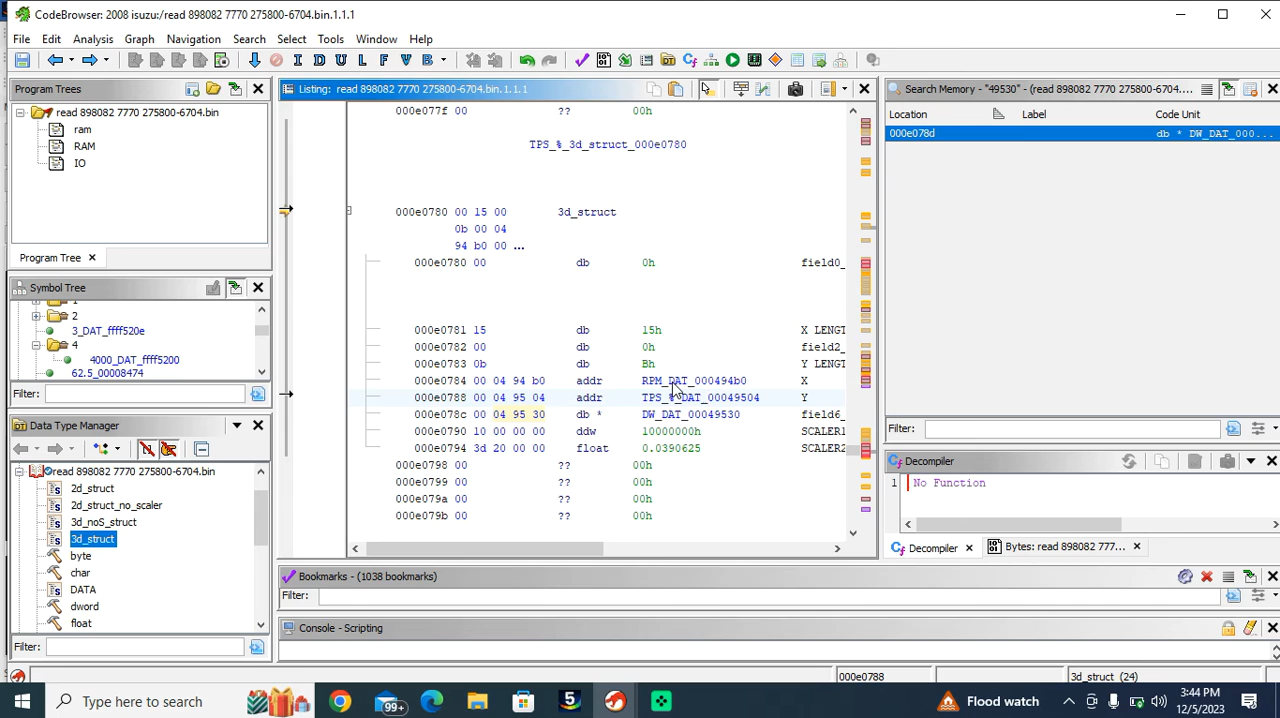 CodeBrowser: 2008 isuzu:/read 898082 7770 275800-6704.bin.1.1.1
File Edit Analysis Graph Navigation Search Select Tools Window Help
I D U L F V B
Program Trees
read 898082 7770 275800-6704.bin
ram
RAM
IO
Program Tree
Symbol Tree
1
2
3_DAT_ffff520e
4
4000_DAT_ffff5200
62.5_00008474
Filter:
Data Type Manager
read 898082 7770 275800-6704.bin
2d_struct
2d_struct_no_scaler
3d_noS_struct
3d_struct
byte
char
DATA
dword
float
Filter:
Listing: read 898082 7770 275800-6704.bin.1.1.1
000e077f 00 ?? 00h
TPS_%_3d_struct_000e0780
000e0780 00 15 00 3d_struct
0b 00 04
94 b0 00 ...
000e0780 00 db 0h field0_
000e0781 15 db 15h X LENGT
000e0782 00 db 0h field2_
000e0783 0b db Bh Y LENGT
000e0784 00 04 94 b0 addr RPM_DAT_000494b0 X
000e0788 00 04 95 04 addr TPS_%_DAT_00049504 Y
000e078c 00 04 95 30 db * DW_DAT_00049530 field6_
000e0790 10 00 00 00 ddw 10000000h SCALER1
000e0794 3d 20 00 00 float 0.0390625 SCALER2
000e0798 00 ?? 00h
000e0799 00 ?? 00h
000e079a 00 ?? 00h
000e079b 00 ?? 00h
Search Memory - "49530" - (read 898082 7770 275800-6704....
Location Label Code Unit
000e078d db * DW_DAT_000...
Filter:
Decompiler
1 No Function
Decompiler Bytes: read 898082 777...
Bookmarks - (1038 bookmarks)
Filter:
Console - Scripting
000e0788 3d_struct (24)
Type here to search
99+
5
Flood watch
3:44 PM
12/5/2023